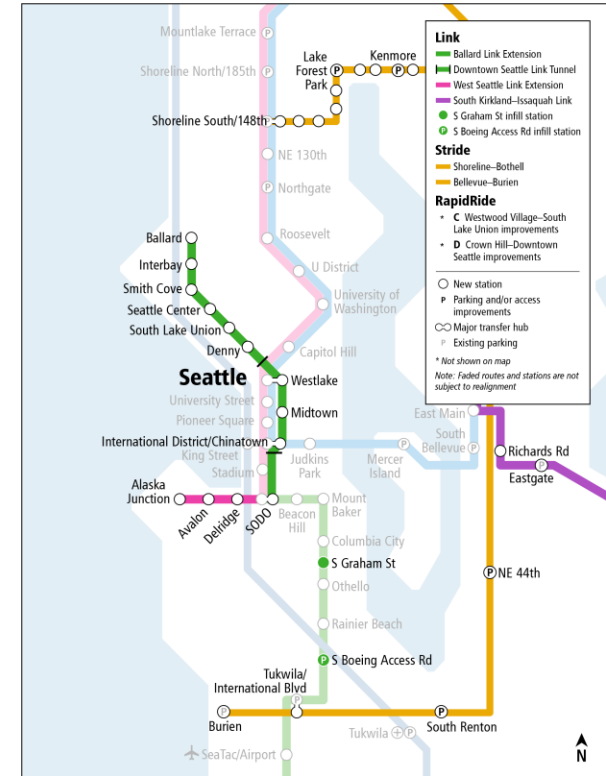 Mountlake Terrace
P
Shoreline North/185th
P
Lake
Forest
Park
P
Kenmore
P
Shoreline South/148th
P
NE 130th
Northgate
P
Roosevelt
U District
University of
Washington
Capitol Hill
Ballard
Interbay
Smith Cove
Seattle Center
South Lake Union
Denny
Seattle
Westlake
University Street
Midtown
Pioneer Square
International District/Chinatown
King Street
Stadium
Judkins
Park
Mercer
Island
P
South
Bellevue
P
East Main
Richards Rd
Eastgate
P
Alaska
Junction
Avalon
Delridge
SODO
Beacon
Hill
Mount
Baker
Columbia City
S Graham St
Othello
Rainier Beach
P S Boeing Access Rd
P NE 44th
Tukwila/
International Blvd
P
P
Burien
P
South Renton
Tukwila
P
SeaTac/Airport
N
Link
Ballard Link Extension
Downtown Seattle Link Tunnel
West Seattle Link Extension
South Kirkland–Issaquah Link
S Graham St infill station
P S Boeing Access Rd infill station
Stride
Shoreline–Bothell
Bellevue–Burien
RapidRide
* C Westwood Village–South
Lake Union improvements
* D Crown Hill–Downtown
Seattle improvements
New station
P Parking and/or access
improvements
Major transfer hub
P Existing parking
* Not shown on map
Note: Faded routes and stations are not
subject to realignment